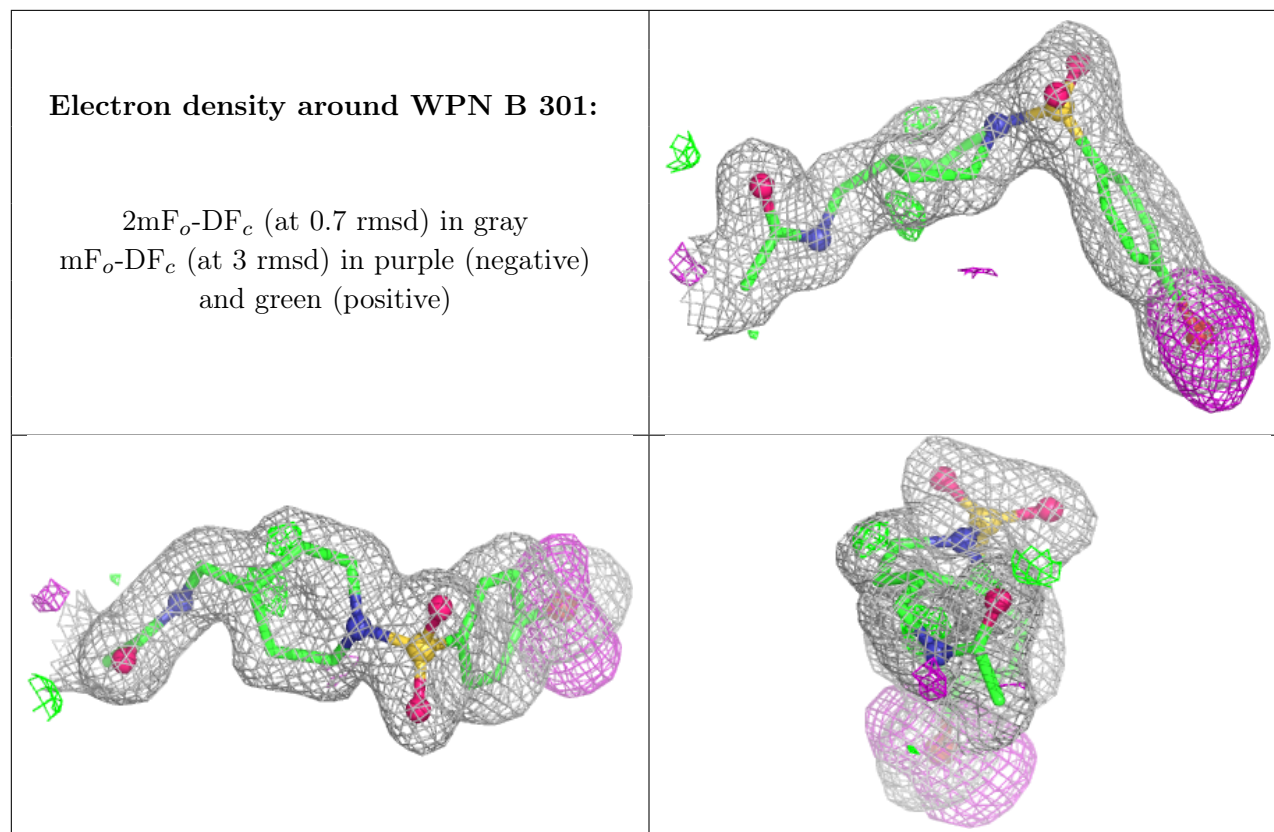 Electron density around WPN B 301:
2mFo-DFc (at 0.7 rmsd) in gray
mFo-DFc (at 3 rmsd) in purple (negative)
and green (positive)